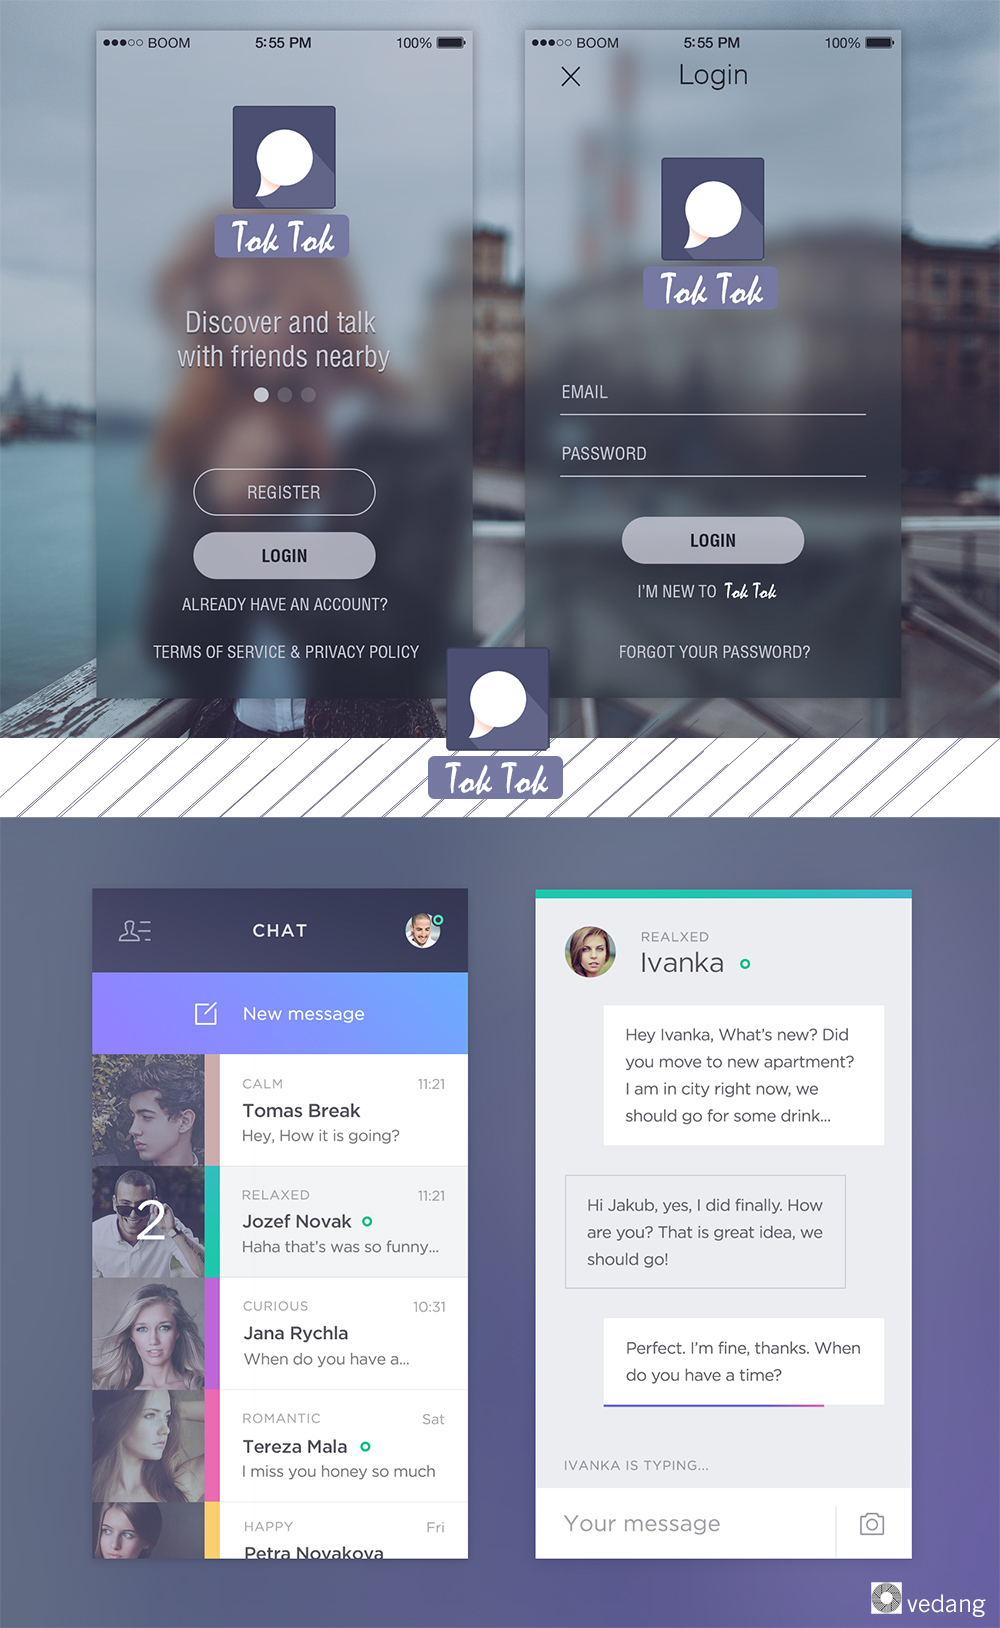 BOOM 5:55 PM 100%
Tok Tok
Discover and talk
with friends nearby
REGISTER
LOGIN
ALREADY HAVE AN ACCOUNT?
TERMS OF SERVICE & PRIVACY POLICY
BOOM 5:55 PM 100%
Login
Tok Tok
EMAIL
PASSWORD
LOGIN
I'M NEW TO Tok Tok
FORGOT YOUR PASSWORD?
Tok Tok
CHAT
New message
CALM 11:21
Tomas Break
Hey, How it is going?
2
RELAXED 11:21
Jozef Novak
Haha that's was so funny...
CURIOUS 10:31
Jana Rychla
When do you have a...
ROMANTIC Sat
Tereza Mala
I miss you honey so much
HAPPY Fri
Petra Novakova
REALXED
Ivanka
Hey Ivanka, What's new? Did
you move to new apartment?
I am in city right now, we
should go for some drink...
Hi Jakub, yes, I did finally. How
are you? That is great idea, we
should go!
Perfect. I'm fine, thanks. When
do you have a time?
IVANKA IS TYPING...
Your message
vedang